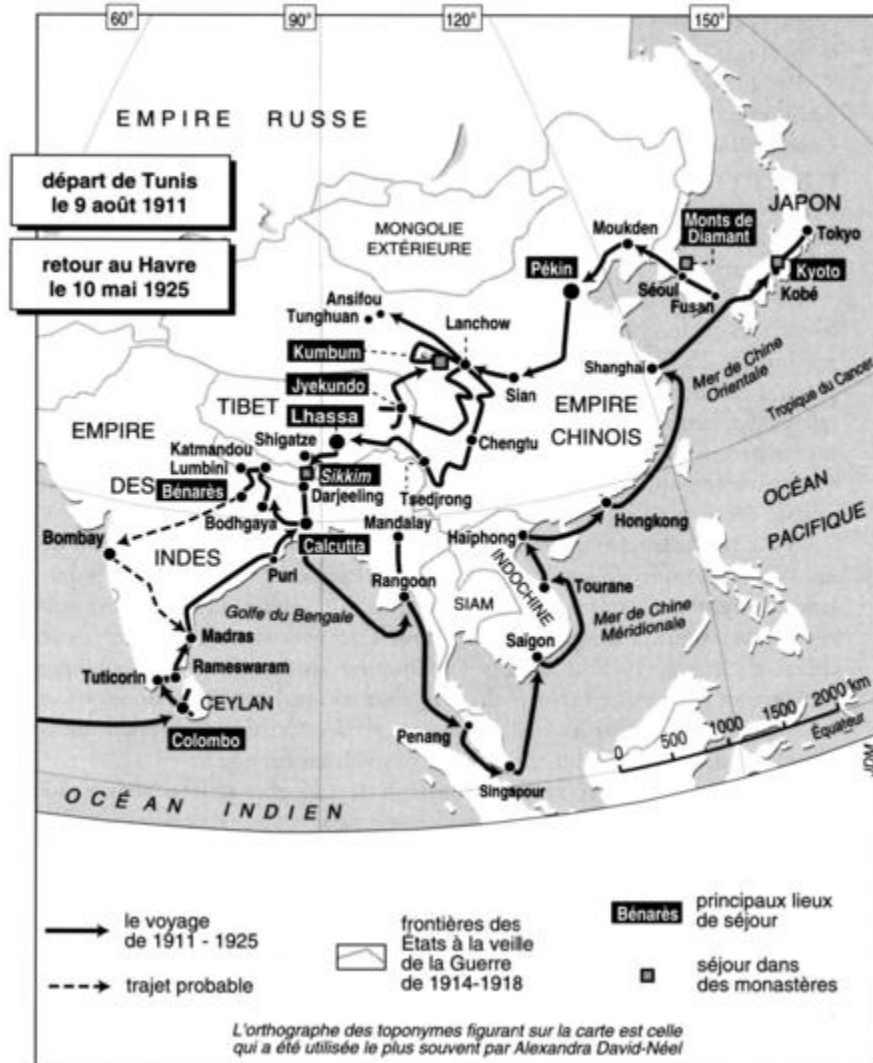 60°
90°
120°
150°
EMPIRE RUSSE
départ de Tunis
le 9 août 1911
retour au Havre
le 10 mai 1925
MONGOLIE
EXTÉRIEURE
Moukden
Monts de
Diamant
JAPON
Tokyo
Pékin
Séoul
Fusan
Kyoto
Kobé
Ansifou
Tunghuan
Lanchow
Kumbum
Jyekundo
Sian
Shanghaï
Mer de Chine
Orientale
Tropique du Cancer
TIBET
Lhassa
EMPIRE
CHINOIS
EMPIRE
DES
INDES
Katmandou
Lumbini
Shigatze
Chengtu
Bénarès
Sikkim
Darjeeling
Tsedjrong
Bodhgaya
Mandalay
Haïphong
Hongkong
OCÉAN
PACIFIQUE
Bombay
Calcutta
Puri
Rangoon
INDOCHINE
SIAM
Tourane
Golfe du Bengale
Mer de Chine
Méridionale
Madras
Saïgon
Rameswaram
Tuticorin
CEYLAN
Colombo
Penang
Singapour
0 500 1000 1500 2000 km
Équateur
JDM
OCÉAN INDIEN
le voyage
de 1911 - 1925
trajet probable
frontières des
États à la veille
de la Guerre
de 1914-1918
Bénarès
principaux lieux
de séjour
séjour dans
des monastères
L'orthographe des toponymes figurant sur la carte est celle
qui a été utilisée le plus souvent par Alexandra David-Néel